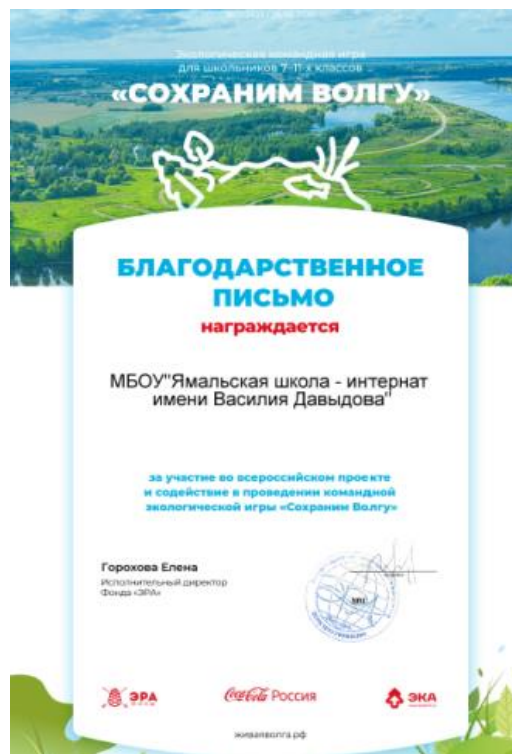 Экологическая командная игра
для школьников 7–11-х классов
«СОХРАНИМ ВОЛГУ»
БЛАГОДАРСТВЕННОЕ
ПИСЬМО
награждается
МБОУ"Ямальская школа - интернат
имени Василия Давыдова"
за участие во всероссийском проекте
и содействие в проведении командной
экологической игры «Сохраним Волгу»
Горохова Елена
Исполнительный директор
Фонда «ЭРА»
ЭРА
Coca-Cola Россия
ЭКА
живаяволга.рф